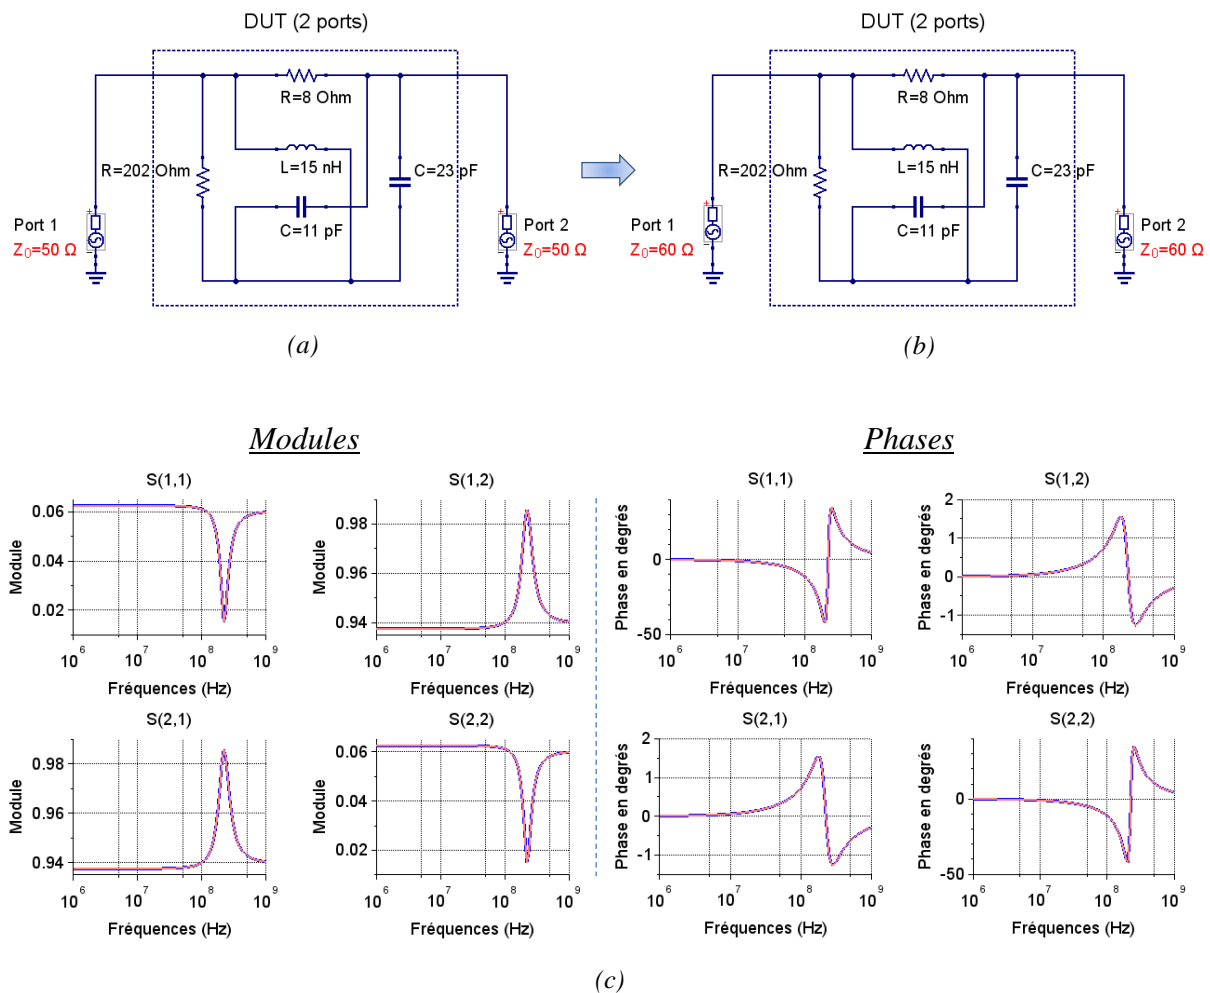 DUT (2 ports)
R=8 Ohm
R=202 Ohm
L=15 nH
C=23 pF
C=11 pF
Port 1
Z0=50 Ω
Port 2
Z0=50 Ω
(a)
DUT (2 ports)
R=8 Ohm
R=202 Ohm
L=15 nH
C=23 pF
C=11 pF
Port 1
Z0=60 Ω
Port 2
Z0=60 Ω
(b)
Modules
Phases
S(1,1)
Module
0.06
0.04
0.02
10^6 10^7 10^8 10^9
Fréquences (Hz)
S(1,2)
Module
0.98
0.96
0.94
10^6 10^7 10^8 10^9
Fréquences (Hz)
S(1,1)
Phase en degrés
0
-50
10^6 10^7 10^8 10^9
Fréquences (Hz)
S(1,2)
Phase en degrés
2
1
0
-1
10^6 10^7 10^8 10^9
Fréquences (Hz)
S(2,1)
Module
0.98
0.96
0.94
10^6 10^7 10^8 10^9
Fréquences (Hz)
S(2,2)
Module
0.06
0.04
0.02
10^6 10^7 10^8 10^9
Fréquences (Hz)
S(2,1)
Phase en degrés
2
1
0
-1
10^6 10^7 10^8 10^9
Fréquences (Hz)
S(2,2)
Phase en degrés
0
-50
10^6 10^7 10^8 10^9
Fréquences (Hz)
(c)